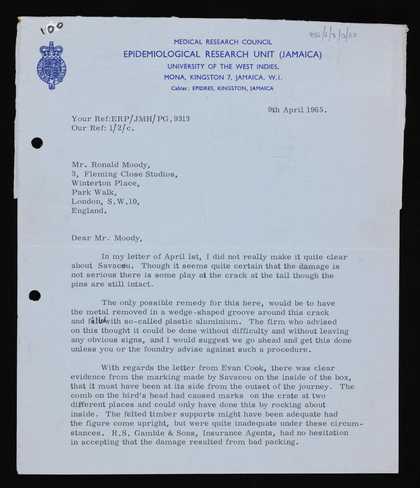 100
MEDICAL RESEARCH COUNCIL
EPIDEMIOLOGICAL RESEARCH UNIT (JAMAICA)
UNIVERSITY OF THE WEST INDIES,
MONA, KINGSTON 7, JAMAICA, W.I.
Cables: EPIDRES, KINGSTON, JAMAICA
9th April 1965.
Your Ref:ERP/JMH/PG,9313
Our Ref: 1/2/c.
Mr. Ronald Moody,
3, Fleming Close Studios,
Winterton Place,
Park Walk,
London, S.W.10,
England.
Dear Mr. Moody,
In my letter of April 1st, I did not really make it quite clear
about Savacou. Though it seems quite certain that the damage is
not serious there is some play at the crack at the tail though the
pins are still intact.
The only possible remedy for this here, would be to have
the metal removed in a wedge-shaped groove around this crack
and filled with so-called plastic aluminium. The firm who advised
on this thought it could be done without difficulty and without leaving
any obvious signs, and I would suggest we go ahead and get this done
unless you or the foundry advise against such a procedure.
With regards the letter from Evan Cook, there was clear
evidence from the marking made by Savacou on the inside of the box,
that it must have been at its side from the outset of the journey. The
comb on the bird's head had caused marks on the crate at two
different places and could only have done this by rocking about
inside. The felted timber supports might have been adequate had
the figure come upright, but were quite inadequate under these circum-
stances. R.S. Gamble & Sons, Insurance Agents, had no hesitation
in accepting that the damage resulted from bad packing.